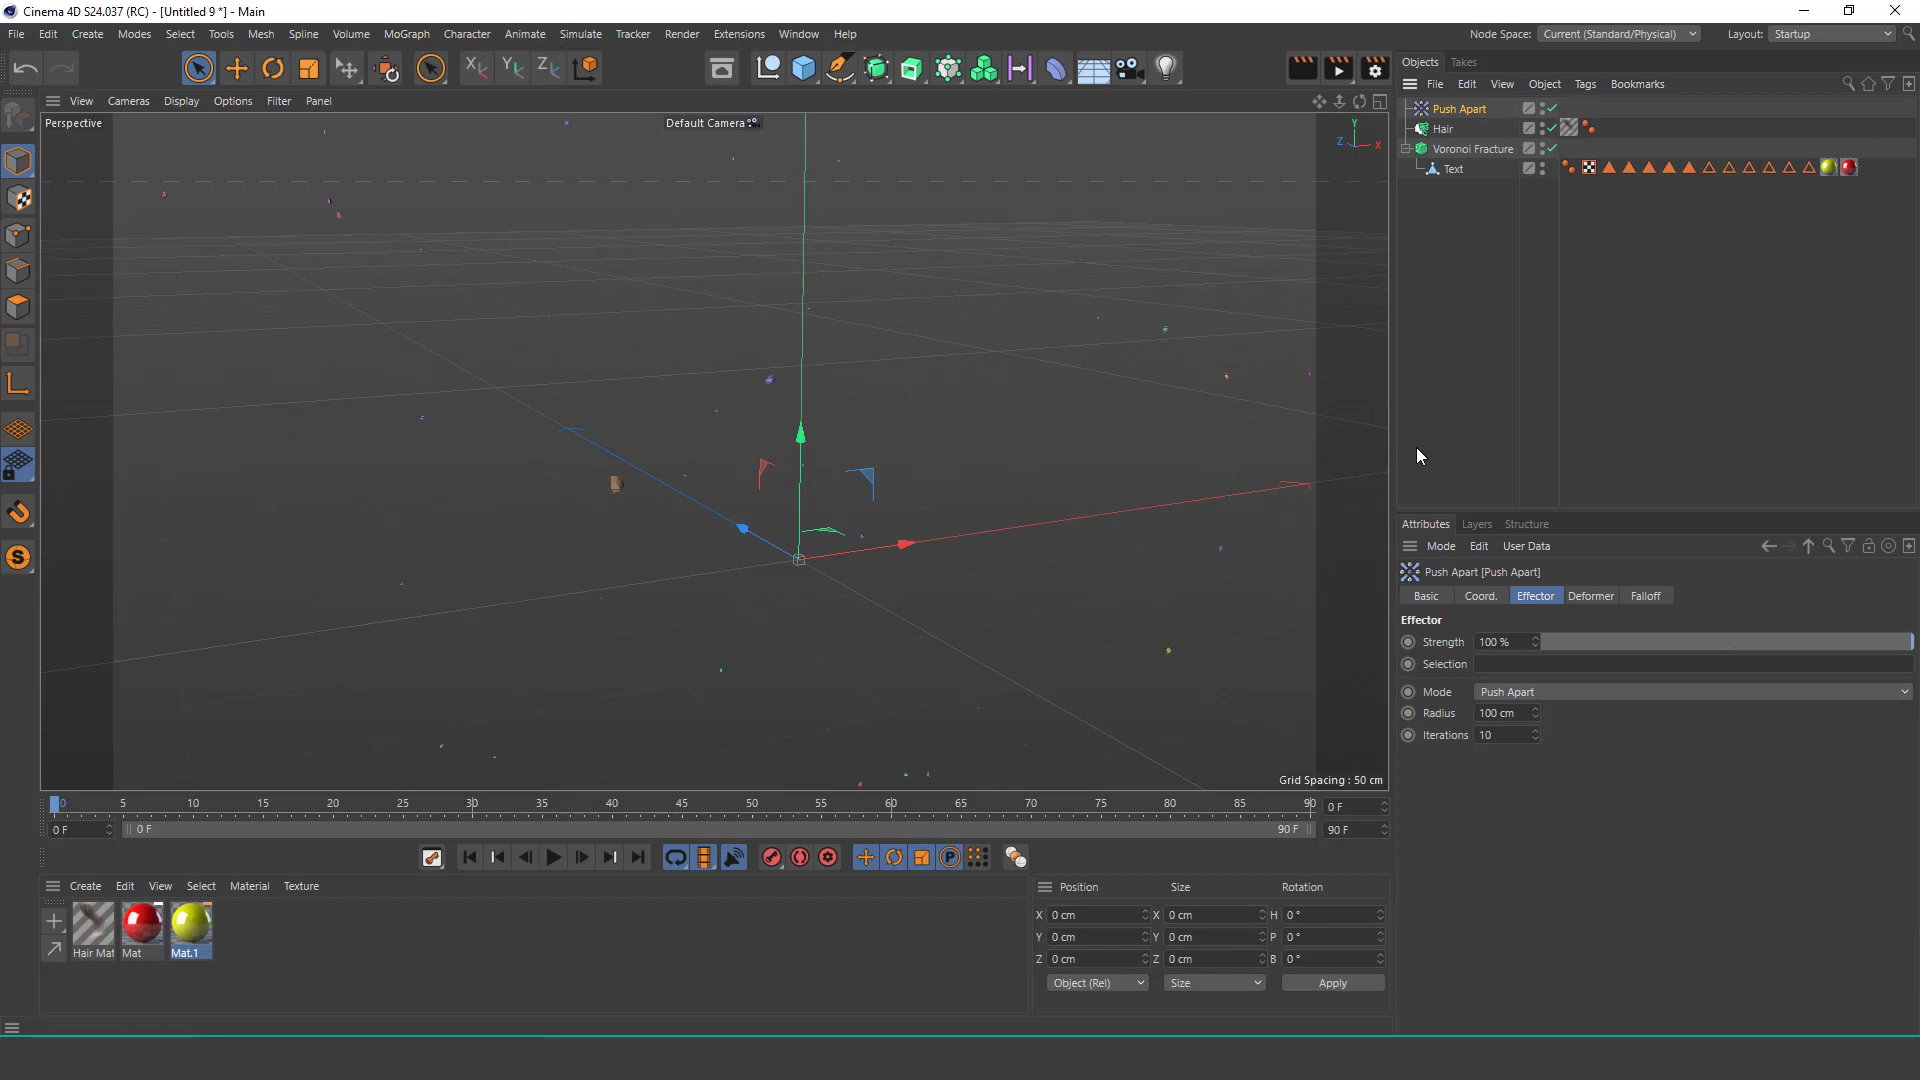 Cinema 4D S24.037 (RC) - [Untitled 9 *] - Main
File Edit Create Modes Select Tools Mesh Spline Volume MoGraph Character Animate Simulate Tracker Render Extensions Window Help Node Space: Current (Standard/Physical) Layout: Startup
X Y Z
Objects Takes
File Edit View Object Tags Bookmarks
View Cameras Display Options Filter Panel
Perspective Default Camera
Y
Z X
Push Apart
Hair
Voronoi Fracture
Text
Attributes Layers Structure
Mode Edit User Data
Push Apart [Push Apart]
Basic Coord. Effector Deformer Falloff
Effector
Strength 100 %
Selection
Mode Push Apart
Radius 100 cm
Iterations 10
Grid Spacing : 50 cm
0 5 10 15 20 25 30 35 40 45 50 55 60 65 70 75 80 85 90 0 F
0 F 0 F 90 F 90 F
Create Edit View Select Material Texture
Hair Mat Mat Mat.1
Position Size Rotation
X 0 cm X 0 cm H 0 °
Y 0 cm Y 0 cm P 0 °
Z 0 cm Z 0 cm B 0 °
Object (Rel) Size Apply